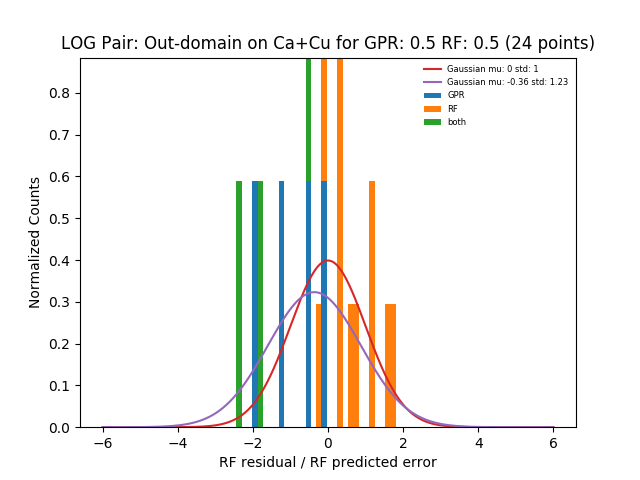 LOG Pair: Out-domain on Ca+Cu for GPR: 0.5 RF: 0.5 (24 points)
Gaussian mu: 0 std: 1
Gaussian mu: -0.36 std: 1.23
GPR
RF
both
Normalized Counts
0.8
0.7
0.6
0.5
0.4
0.3
0.2
0.1
0.0
−6 −4 −2 0 2 4 6
RF residual / RF predicted error